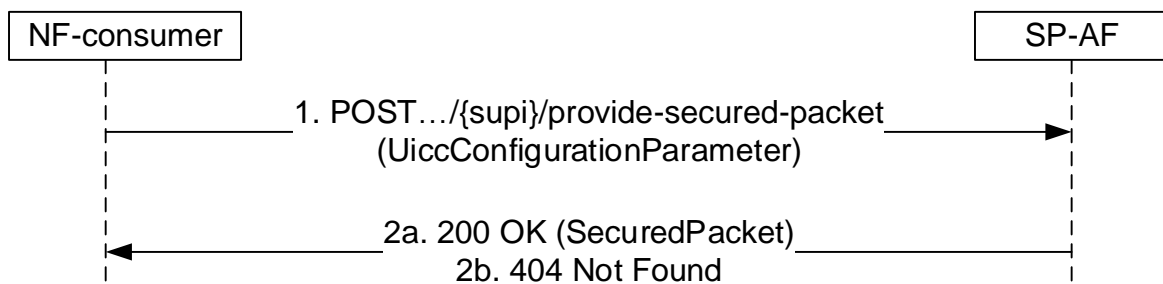 NF-consumer
SP-AF
1. POST…/{supi}/provide-secured-packet
(UiccConfigurationParameter)
2a. 200 OK (SecuredPacket)
2b. 404 Not Found